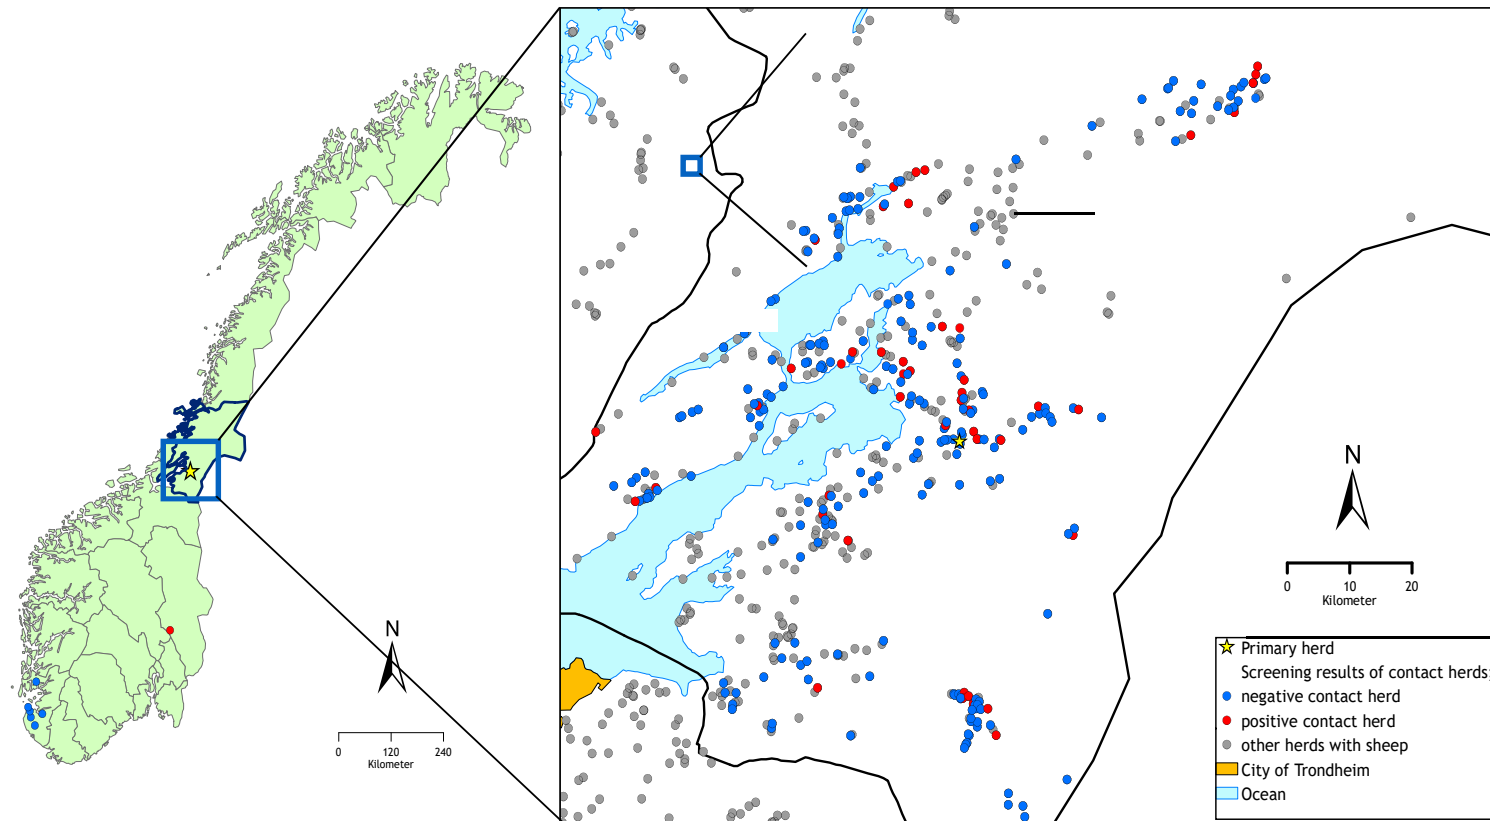 N
0 120 240
Kilometer
N
0 10 20
Kilometer
Primary herd
Screening results of contact herds;
negative contact herd
positive contact herd
other herds with sheep
City of Trondheim
Ocean